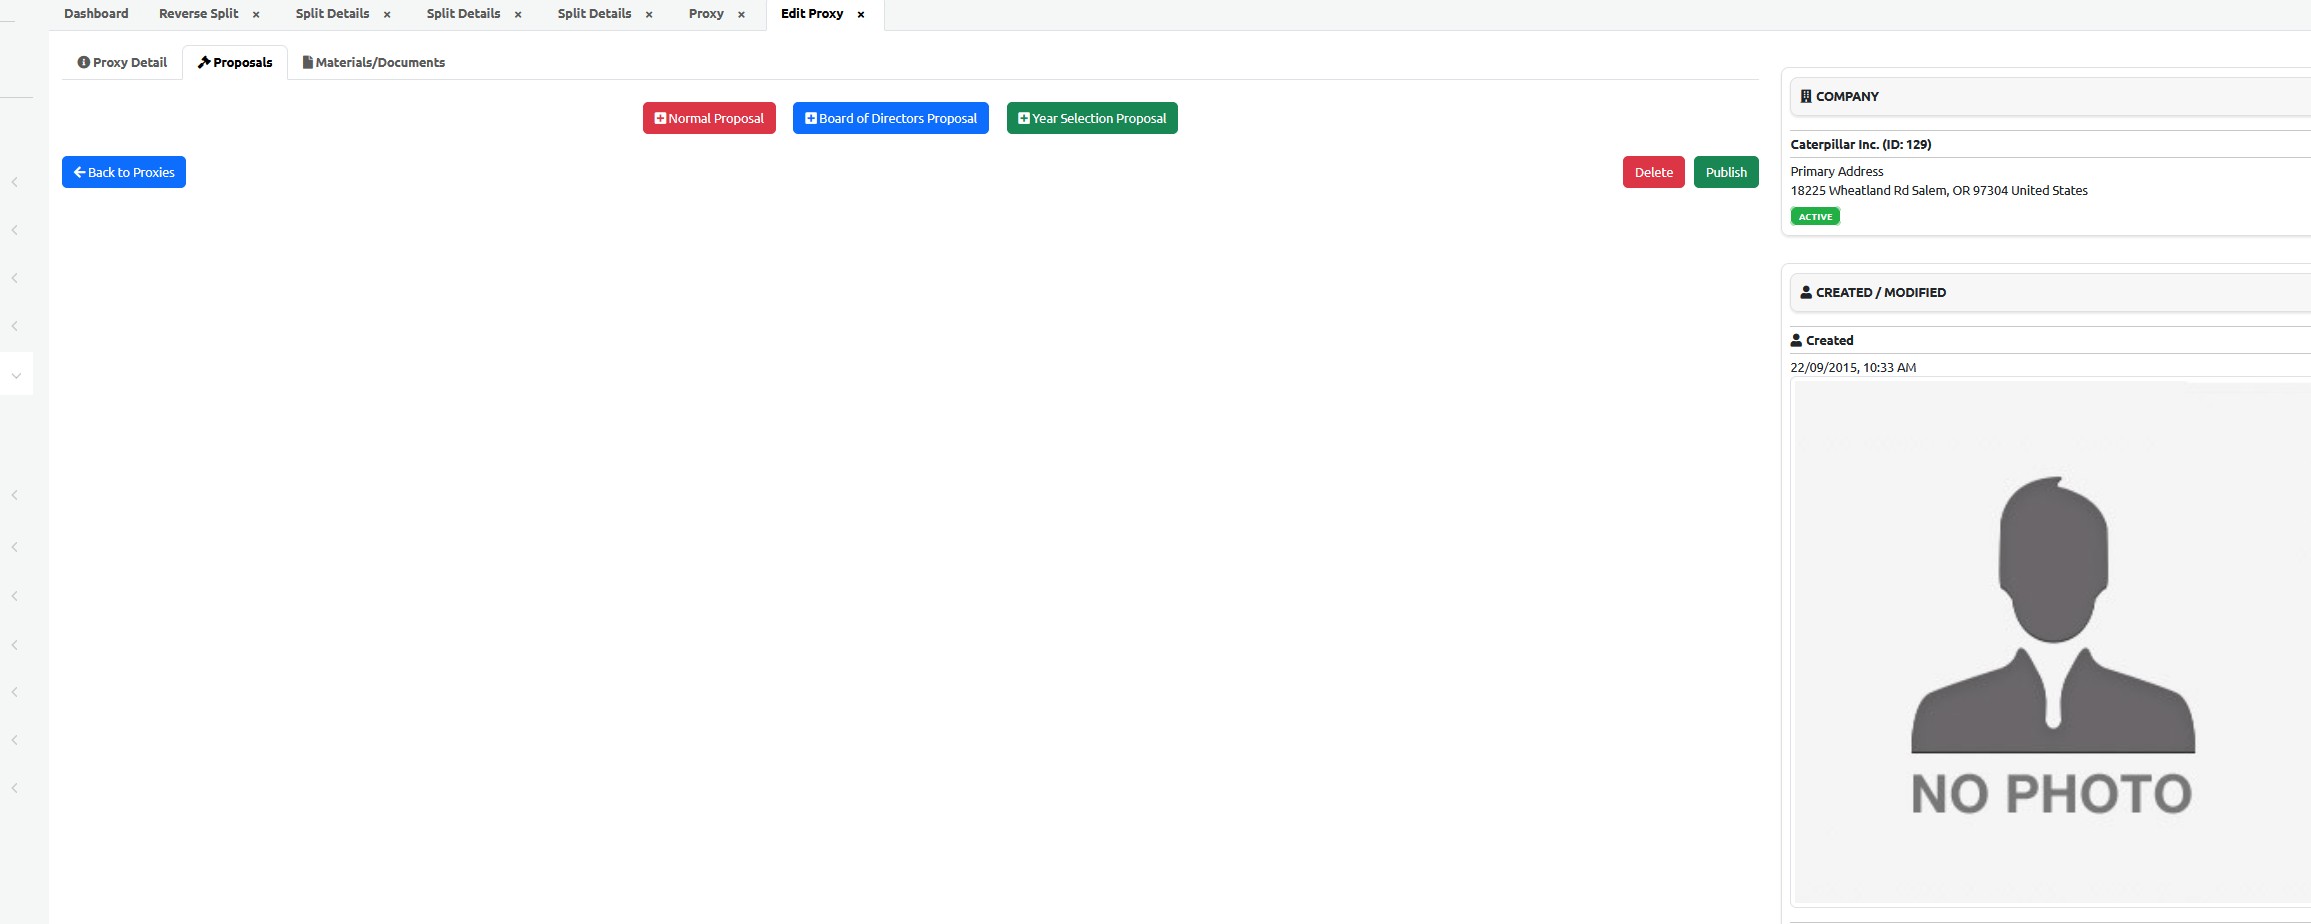 Dashboard Reverse Split × Split Details × Split Details × Split Details × Proxy × Edit Proxy ×
Proxy Detail Proposals Materials/Documents
Normal Proposal Board of Directors Proposal Year Selection Proposal
Back to Proxies Delete Publish
COMPANY
Caterpillar Inc. (ID: 129)
Primary Address
18225 Wheatland Rd Salem, OR 97304 United States
ACTIVE
CREATED / MODIFIED
Created
22/09/2015, 10:33 AM
NO PHOTO